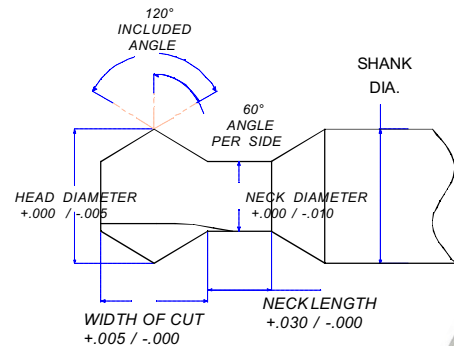 120°
INCLUDED
ANGLE
SHANK
DIA.
60°
ANGLE
PER SIDE
HEAD DIAMETER
+.000 / -.005
NECK DIAMETER
+.000 / -.010
NECKLENGTH
+.030 / -.000
WIDTH OF CUT
+.005 / -.000